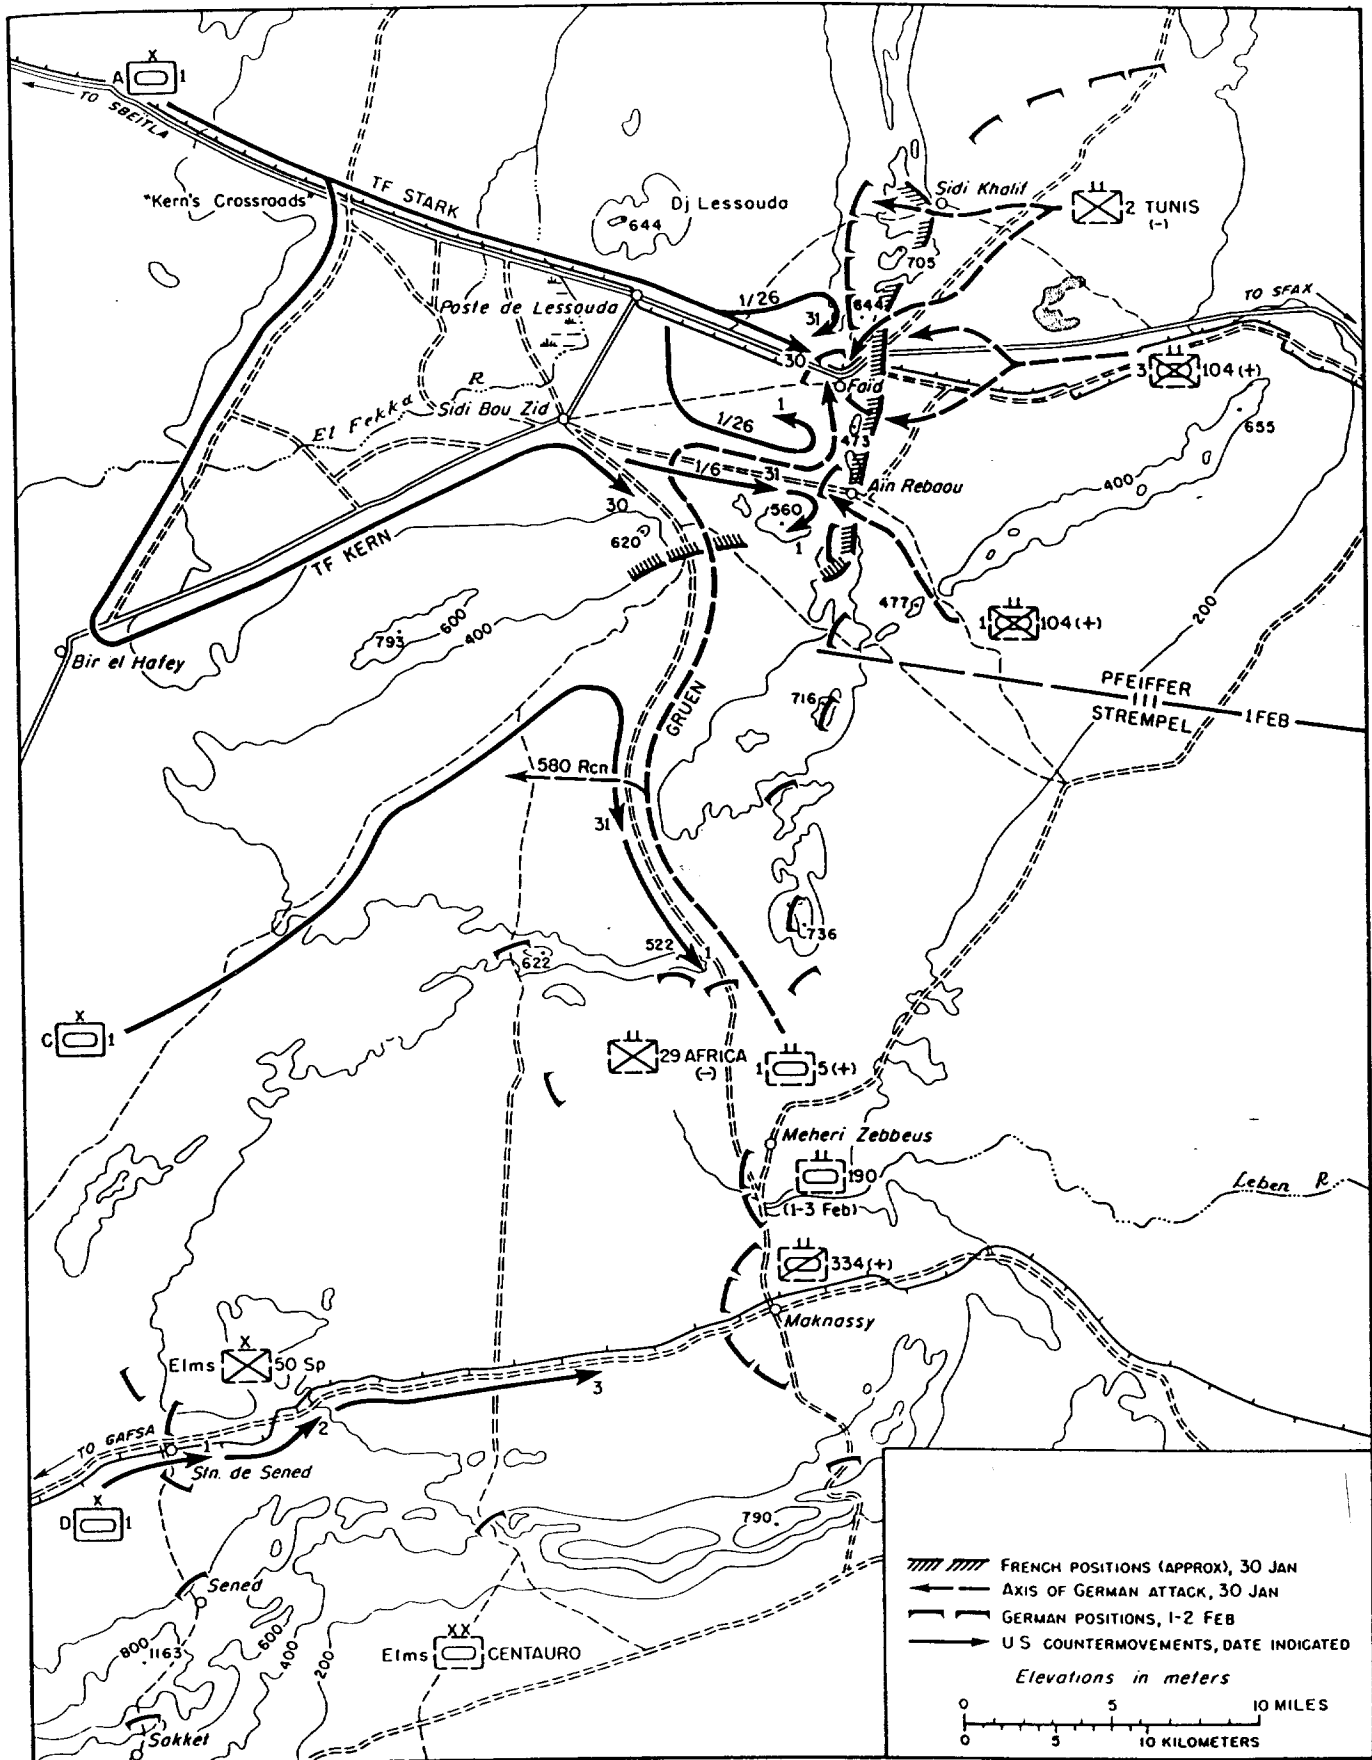 X
A 1
TO SBEITLA
TF STARK
"Kern's Crossroads"
Dj Lessouda
644
Sidi Khalif
2 TUNIS
(-)
705
TO SFAX
Poste de Lessouda
1/26
31
644
30
3 104 (+)
Faïd
R
El Fekka
Sidi Bou Zid
1
1/26
473
655
1/6
31
Ain Rebaou
400
30
560
620
1
TF KERN
477
200
1 104 (+)
793
600
400
Bir el Hafey
PFEIFFER
III
STREMPEL
1 FEB
GRUEN
716
580 Rcn
31
736
522
1
622
X
C 1
29 AFRICA
(-)
1 5 (+)
Meheri Zebbeus
190
(1-3 Feb)
Leben R
334 (+)
Maknassy
X
Elms 50 Sp
3
2
TO GAFSA
1
Stn. de Sened
X
D 1
790
Sened
800
1163
600
400
200
XX
Elms CENTAURO
Sakket
FRENCH POSITIONS (APPROX), 30 JAN
AXIS OF GERMAN ATTACK, 30 JAN
GERMAN POSITIONS, 1-2 FEB
U S COUNTERMOVEMENTS, DATE INDICATED
Elevations in meters
0 5 10 MILES
0 5 10 KILOMETERS